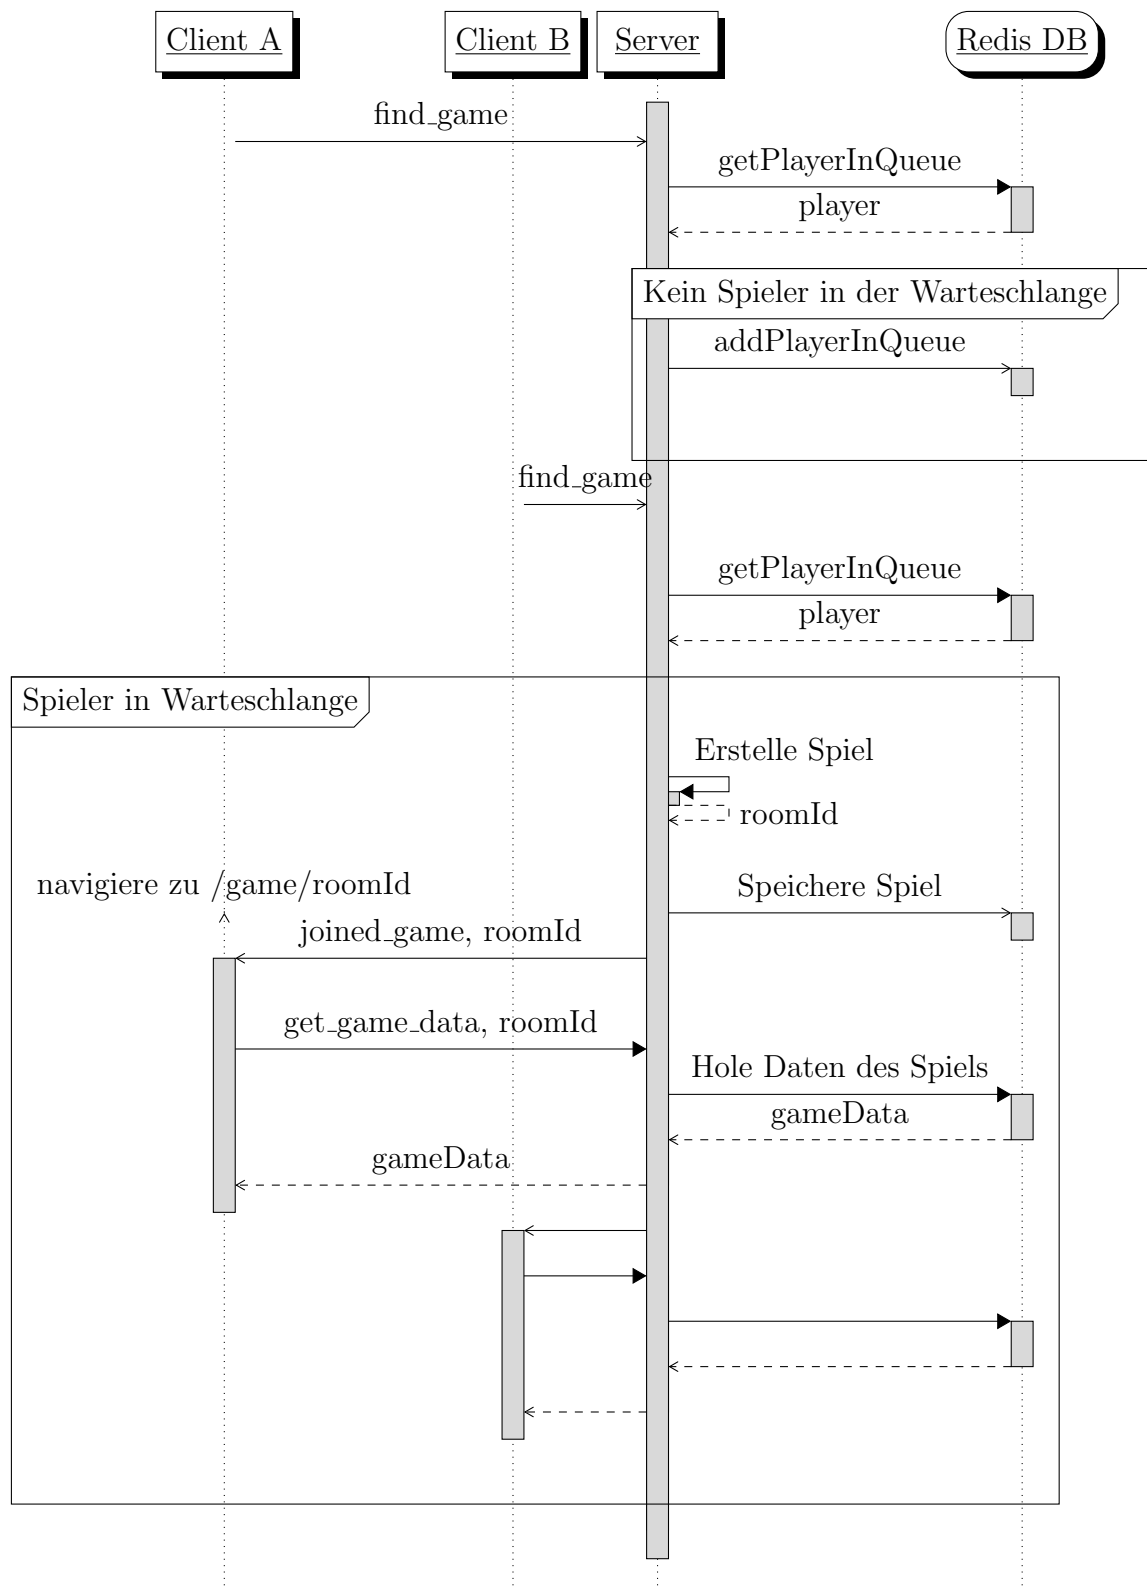 Client A
Client B
Server
Redis DB
find_game
getPlayerInQueue
player
Kein Spieler in der Warteschlange
addPlayerInQueue
find_game
getPlayerInQueue
player
Spieler in Warteschlange
Erstelle Spiel
roomId
navigiere zu /game/roomId
Speichere Spiel
joined_game, roomId
get_game_data, roomId
Hole Daten des Spiels
gameData
gameData